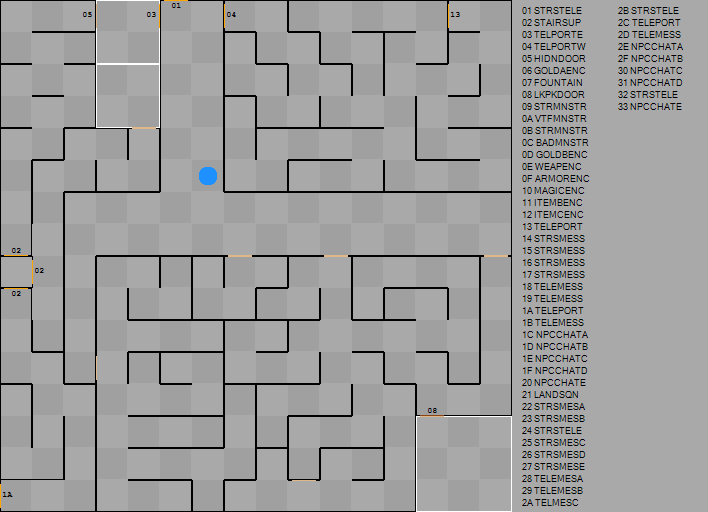 05 03 01 04 13
02
02
02
08
1A
01 STRSTELE
02 STAIRSUP
03 TELPORTE
04 TELPORTW
05 HIDNDOOR
06 GOLDAENC
07 FOUNTAIN
08 LKPKDOOR
09 STRMNSTR
0A VTFMNSTR
0B STRMNSTR
0C BADMNSTR
0D GOLDBENC
0E WEAPENC
0F ARMORENC
10 MAGICENC
11 ITEMBENC
12 ITEMCENC
13 TELEPORT
14 STRSMESS
15 STRSMESS
16 STRSMESS
17 STRSMESS
18 TELEMESS
19 TELEMESS
1A TELEPORT
1B TELEMESS
1C NPCCHATA
1D NPCCHATB
1E NPCCHATC
1F NPCCHATD
20 NPCCHATE
21 LANDSQN
22 STRSMESA
23 STRSMESB
24 STRSTELE
25 STRSMESC
26 STRSMESD
27 STRSMESE
28 TELEMESA
29 TELEMESB
2A TELMESC
2B STRSTELE
2C TELEPORT
2D TELEMESS
2E NPCCHATA
2F NPCCHATB
30 NPCCHATC
31 NPCCHATD
32 STRSTELE
33 NPCCHATE